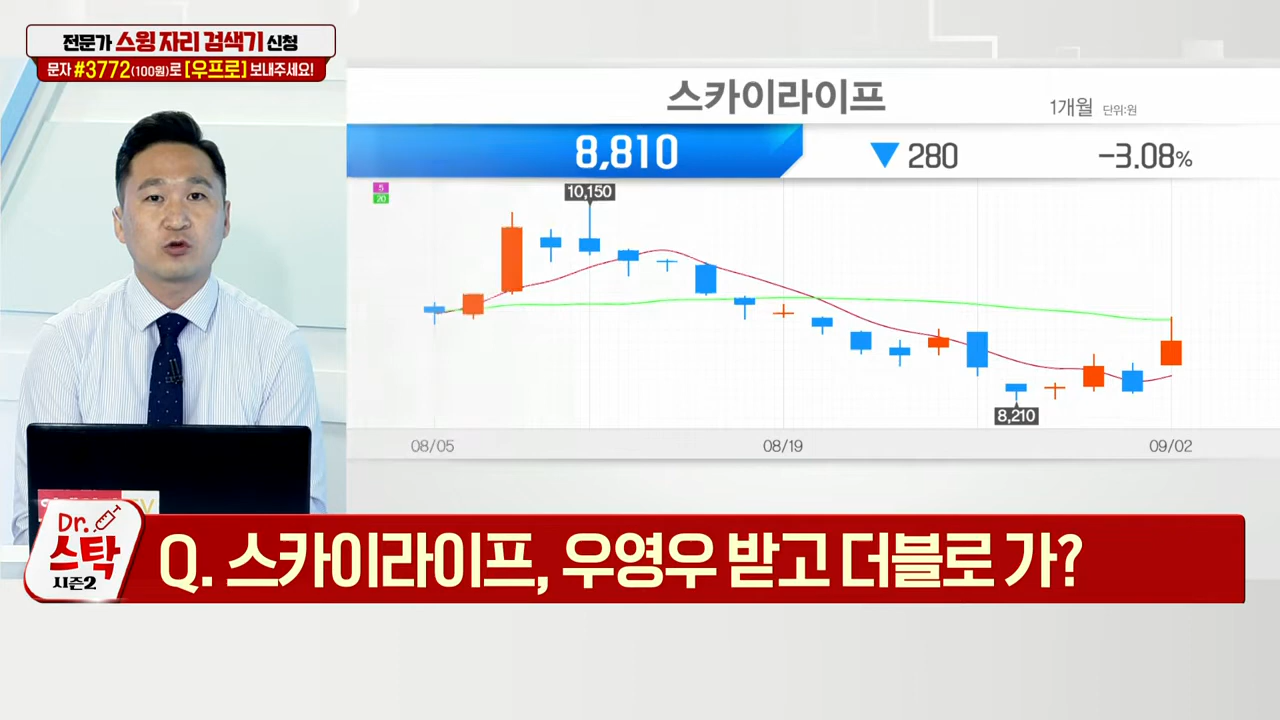 전문가 스윙 자리 검색기 신청
문자 #3772(100원)로 [우프로] 보내주세요!
스카이라이프
1개월 단위:원
8,810 ▼ 280 -3.08%
5
20
10,150
8,210
08/05 08/19 09/02
TV
Dr.
스탁
시즌2
Q. 스카이라이프, 우영우 받고 더블로 가?